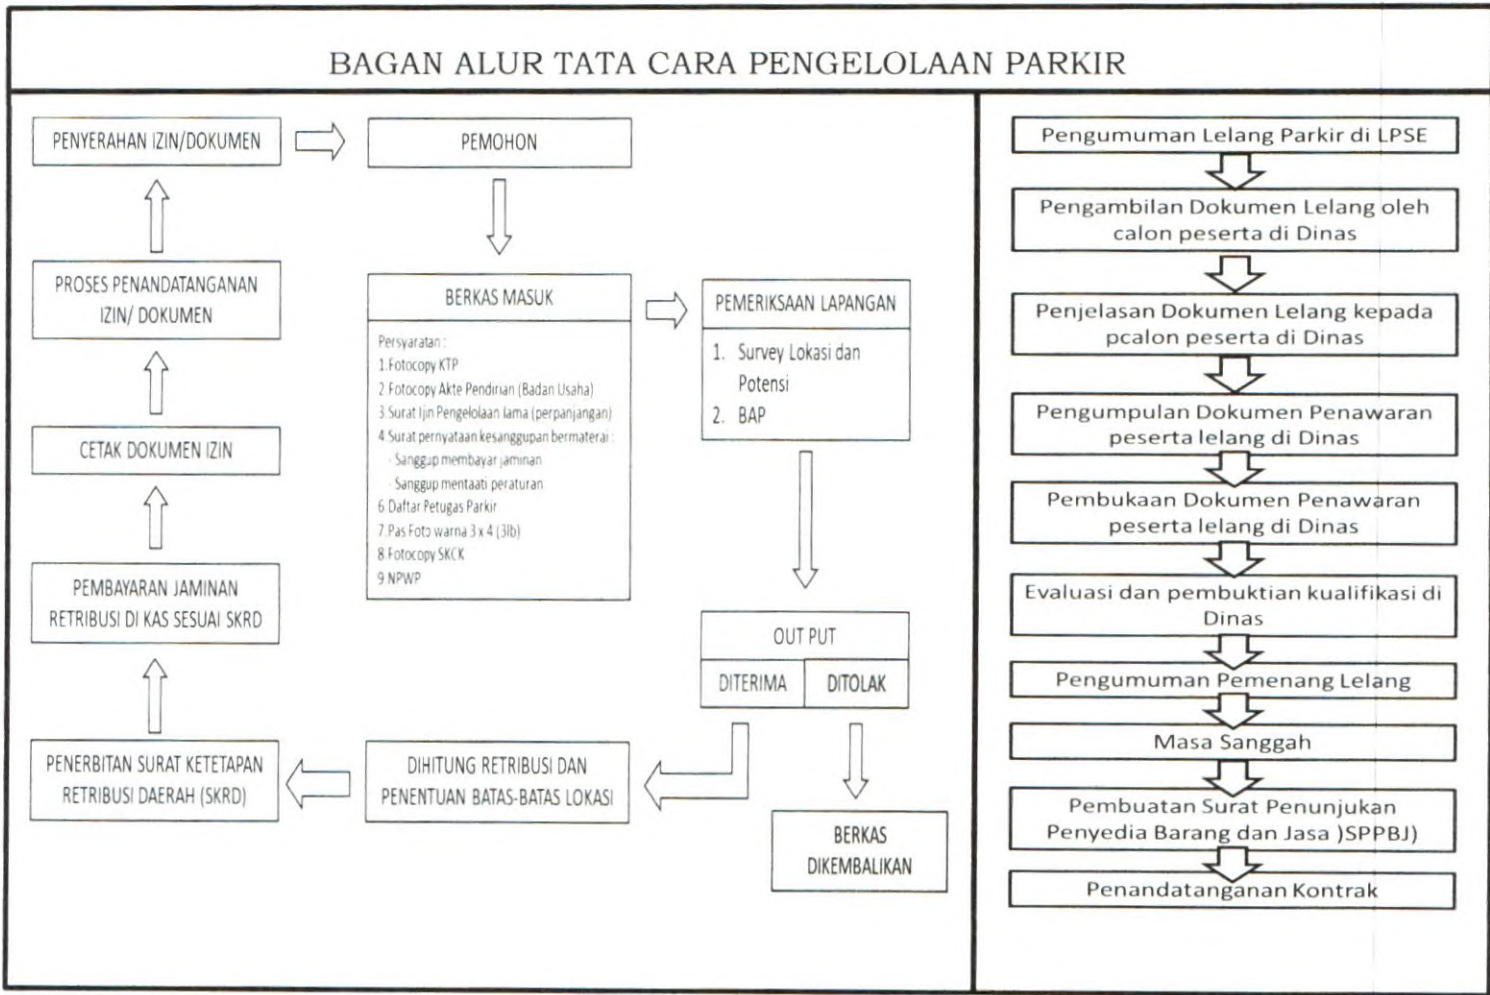 BAGAN ALUR TATA CARA PENGELOLAAN PARKIR
PENYERAHAN IZIN/DOKUMEN
PEMOHON
PROSES PENANDATANGANAN
IZIN/ DOKUMEN
BERKAS MASUK
Persyaratan :
1.Fotocopy KTP
2.Fotocopy Akte Pendirian (Badan Usaha)
3.Surat Ijin Pengelolaan lama (perpanjangan)
4.Surat pernyataan kesanggupan bermaterai :
- Sanggup membayar jaminan
- Sanggup mentaati peraturan
6.Daftar Petugas Parkir
7.Pas Foto warna 3 x 4 (3lb)
8.Fotocopy SKCK
9.NPWP
PEMERIKSAAN LAPANGAN
1. Survey Lokasi dan
Potensi
2. BAP
CETAK DOKUMEN IZIN
PEMBAYARAN JAMINAN
RETRIBUSI DI KAS SESUAI SKRD
OUT PUT
DITERIMA
DITOLAK
PENERBITAN SURAT KETETAPAN
RETRIBUSI DAERAH (SKRD)
DIHITUNG RETRIBUSI DAN
PENENTUAN BATAS-BATAS LOKASI
BERKAS
DIKEMBALIKAN
Pengumuman Lelang Parkir di LPSE
Pengambilan Dokumen Lelang oleh
calon peserta di Dinas
Penjelasan Dokumen Lelang kepada
pcalon peserta di Dinas
Pengumpulan Dokumen Penawaran
peserta lelang di Dinas
Pembukaan Dokumen Penawaran
peserta lelang di Dinas
Evaluasi dan pembuktian kualifikasi di
Dinas
Pengumuman Pemenang Lelang
Masa Sanggah
Pembuatan Surat Penunjukan
Penyedia Barang dan Jasa )SPPBJ)
Penandatanganan Kontrak